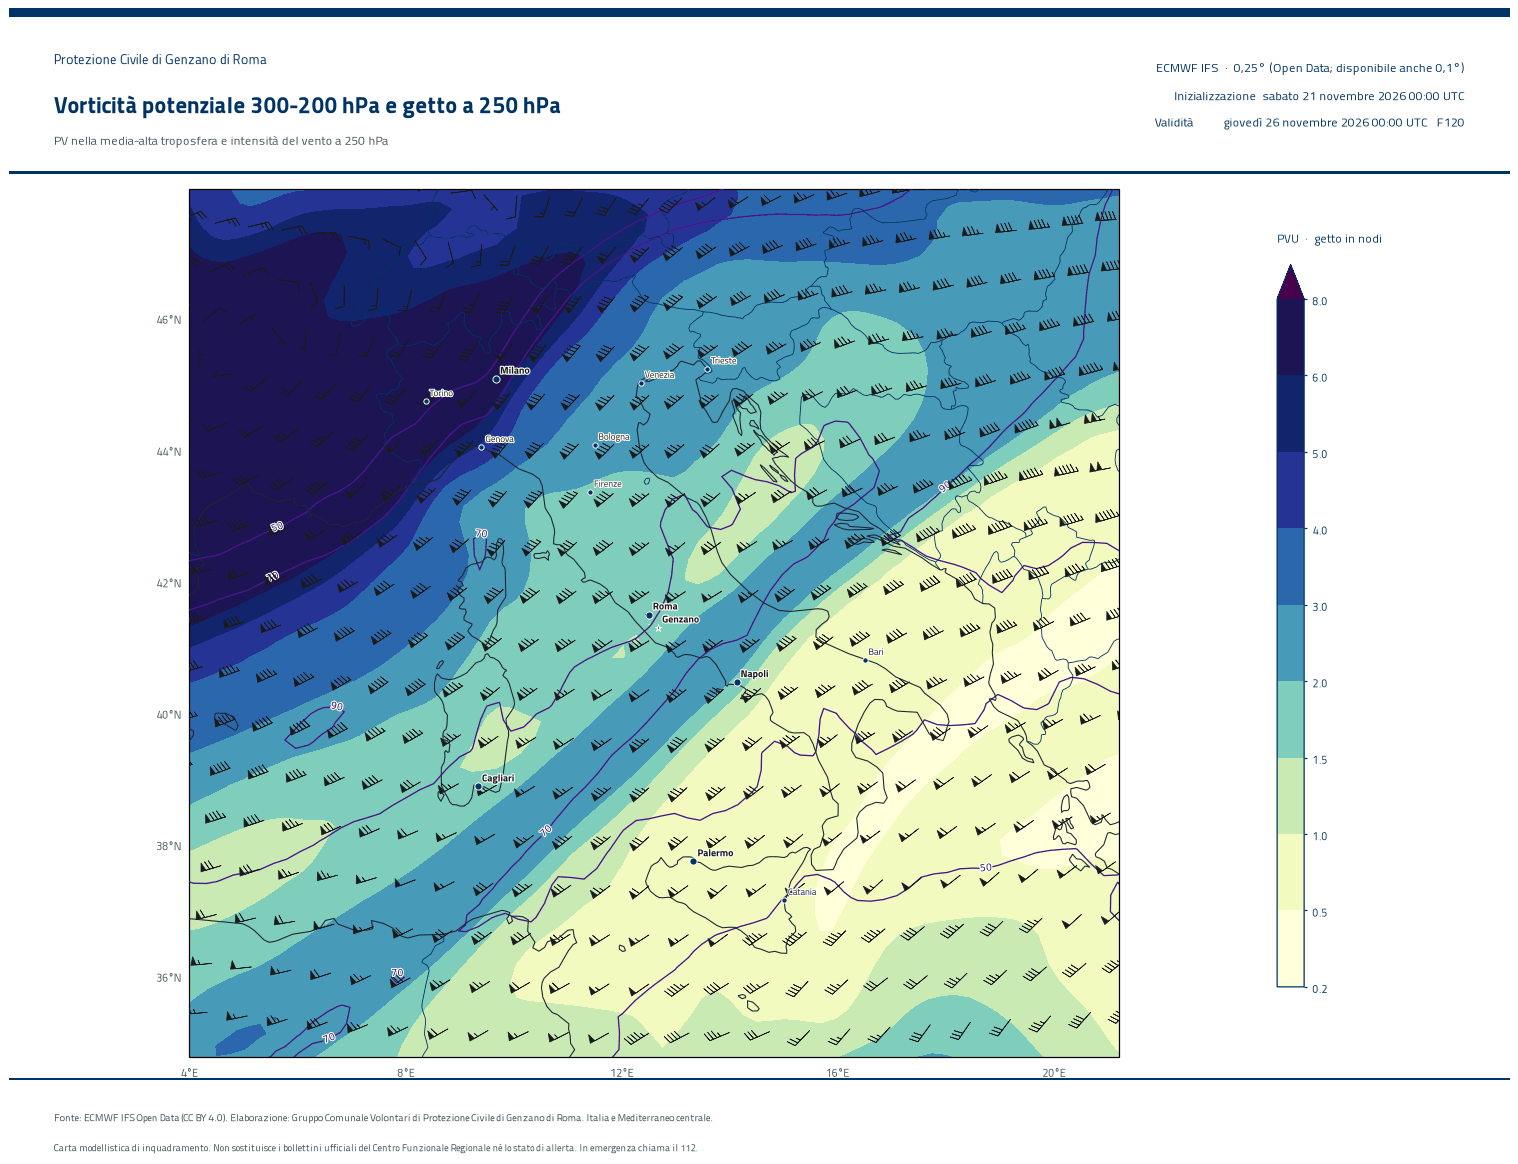 Protezione Civile di Genzano di Roma
Vorticità potenziale 300-200 hPa e getto a 250 hPa
PV nella media-alta troposfera e intensità del vento a 250 hPa
ECMWF IFS · 0,25° (Open Data; disponibile anche 0,1°)
Inizializzazione sabato 21 novembre 2026 00:00 UTC
Validità giovedì 26 novembre 2026 00:00 UTC F120
PVU · getto in nodi
8.0
6.0
5.0
4.0
3.0
2.0
1.5
1.0
0.5
0.2
46°N
44°N
42°N
40°N
38°N
36°N
4°E
8°E
12°E
16°E
20°E
Trieste
Milano
Venezia
Torino
Genova
Bologna
Firenze
90
50
70
70
Roma
Genzano
Bari
Napoli
90
Cagliari
70
Palermo
50
Catania
70
70
Fonte: ECMWF IFS Open Data (CC BY 4.0). Elaborazione: Gruppo Comunale Volontari di Protezione Civile di Genzano di Roma. Italia e Mediterraneo centrale.
Carta modellistica di inquadramento. Non sostituisce i bollettini ufficiali del Centro Funzionale Regionale né lo stato di allerta. In emergenza chiama il 112.